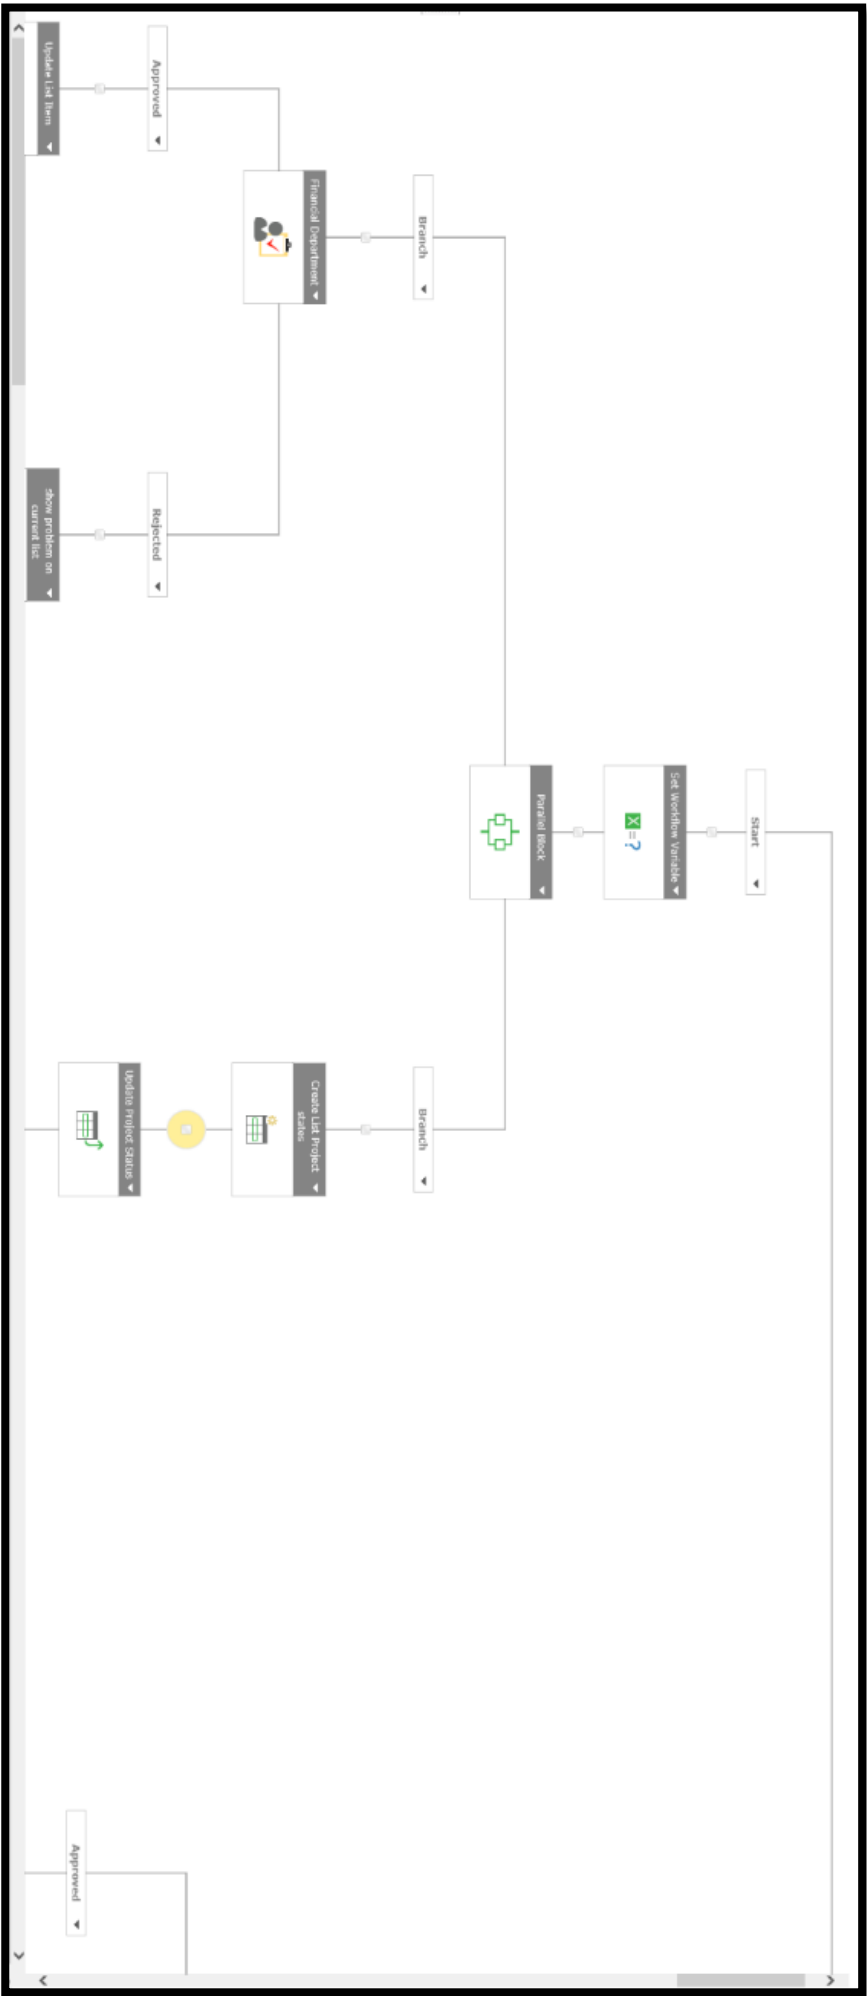 Start
Set Workflow Variable
X=?
Parallel Block
Branch
Branch
Financial Department
Create List Project
states
Approved
Rejected
Update Project Status
Approved
Update List Item
show problem on
current list